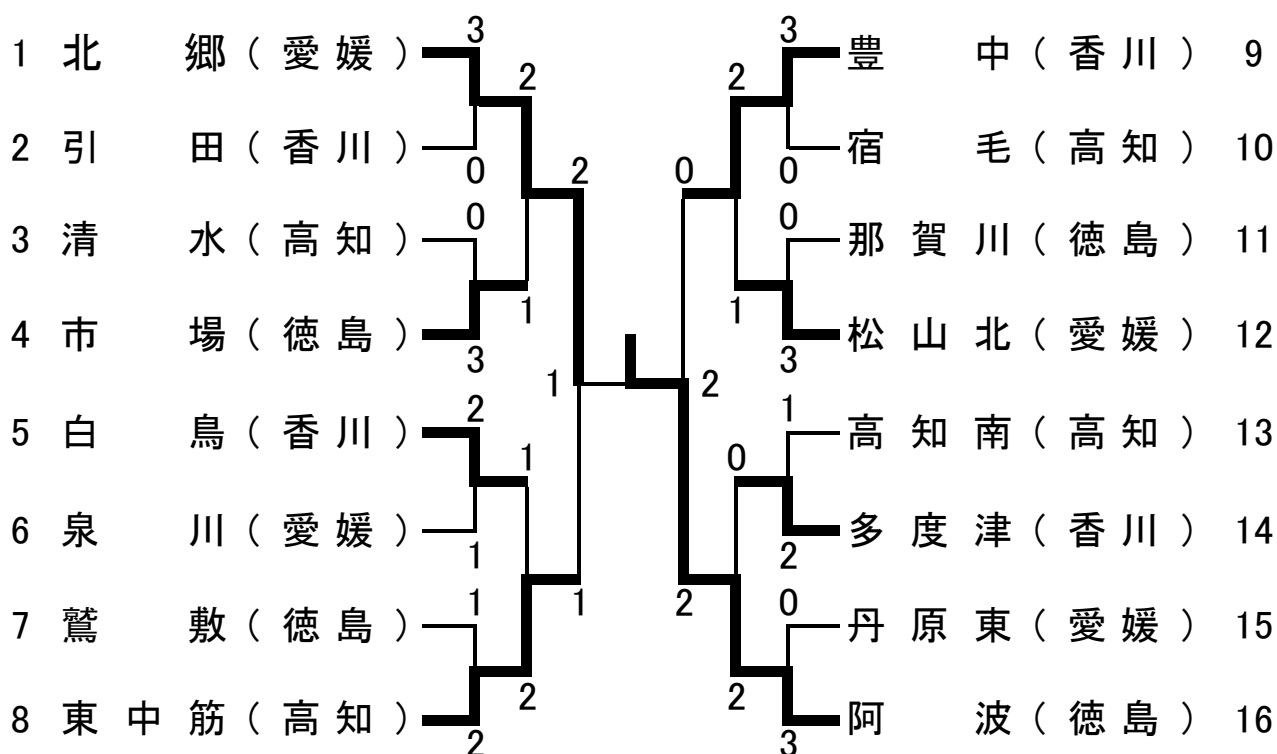 3 3
1 北郷(愛媛) 豊中(香川) 9
2 2
2 引田(香川) 宿毛(高知) 10
0 2 0 0
0 0
3 清水(高知) 那賀川(徳島) 11
1 1
4 市場(徳島) 松山北(愛媛) 12
3 3
1 2
2 1
5 白鳥(香川) 高知南(高知) 13
1 0
6 泉川(愛媛) 多度津(香川) 14
1 2
1 1 2 0
7 鷲敷(徳島) 丹原東(愛媛) 15
2 2
8 東中筋(高知) 阿波(徳島) 16
2 3